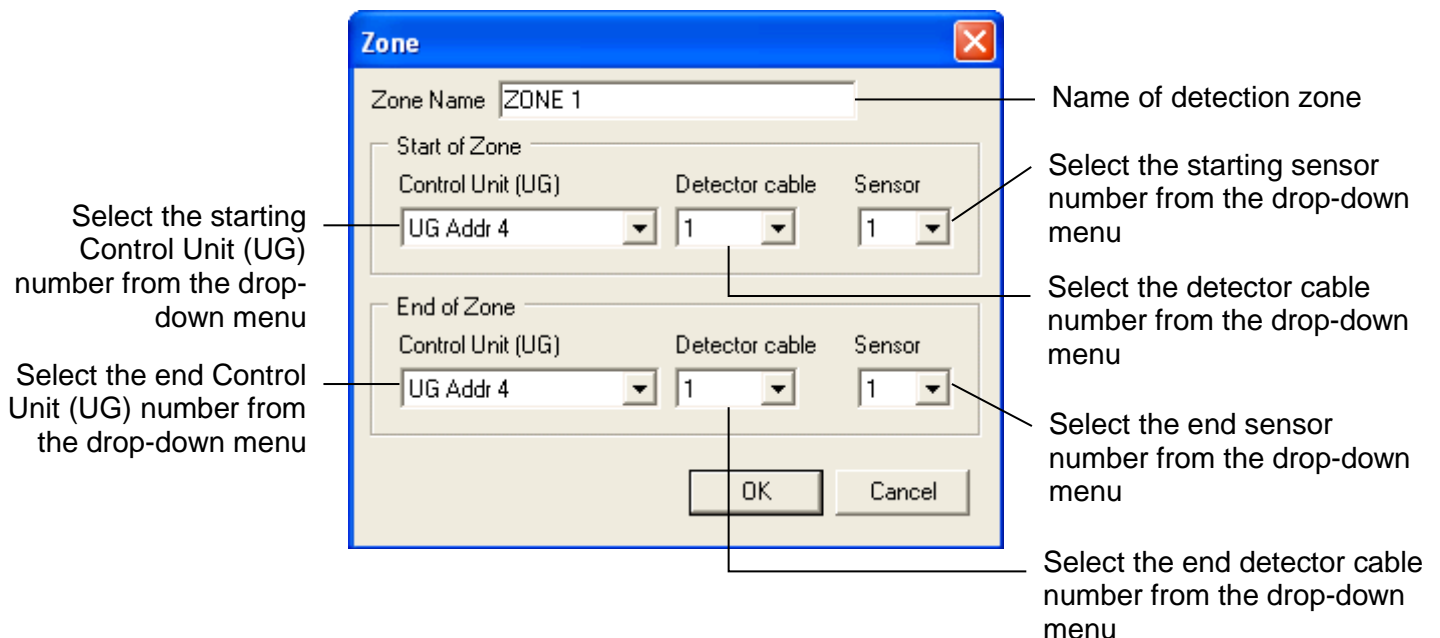 Zone
Zone Name ZONE 1
Name of detection zone
Start of Zone
Control Unit (UG) Detector cable Sensor
UG Addr 4 1 1
Select the starting
Control Unit (UG)
number from the drop-
down menu
Select the starting sensor
number from the drop-down
menu
Select the detector cable
number from the drop-down
menu
End of Zone
Control Unit (UG) Detector cable Sensor
UG Addr 4 1 1
Select the end Control
Unit (UG) number from
the drop-down menu
Select the end sensor
number from the drop-down
menu
OK Cancel
Select the end detector cable
number from the drop-down
menu